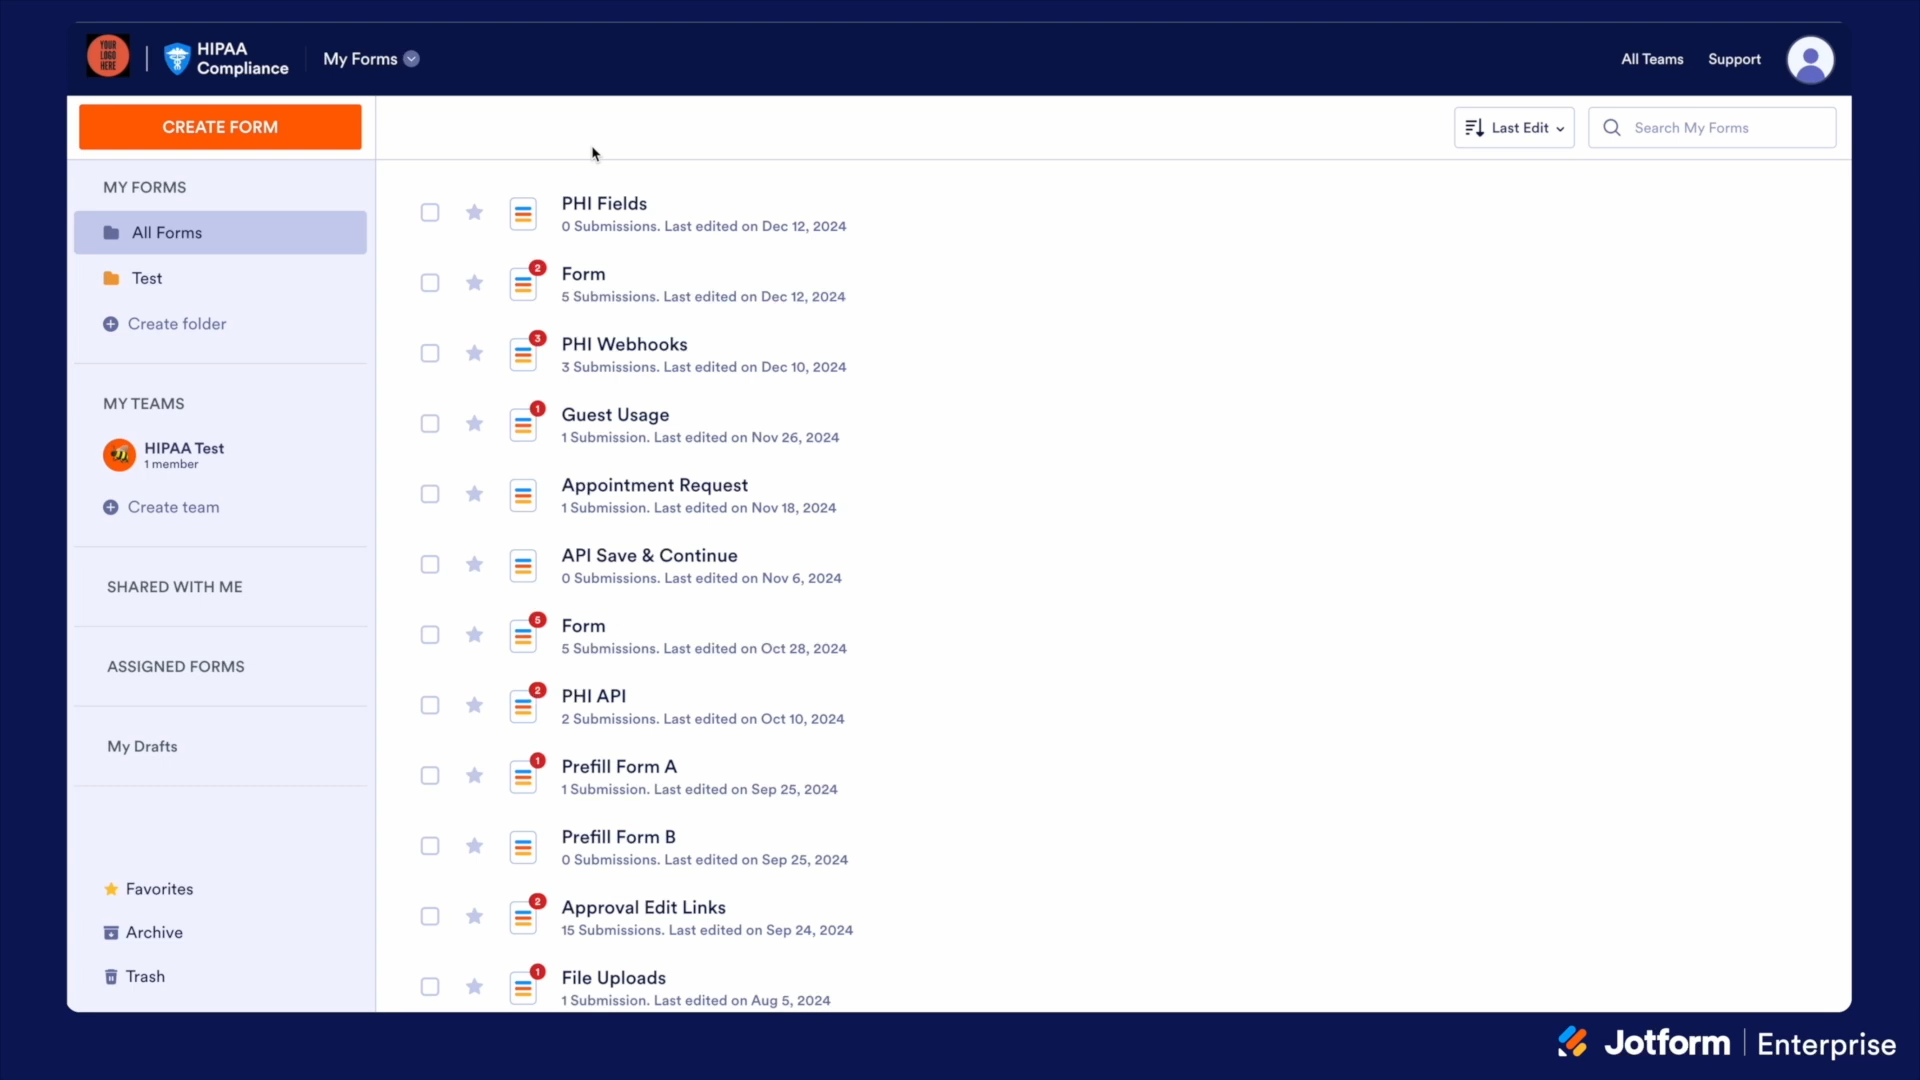 YOUR
LOGO
HERE
HIPAA
Compliance
My Forms
All Teams
Support
CREATE FORM
Last Edit
Search My Forms
MY FORMS
All Forms
Test
Create folder
MY TEAMS
HIPAA Test
1 member
Create team
SHARED WITH ME
ASSIGNED FORMS
My Drafts
Favorites
Archive
Trash
PHI Fields
0 Submissions. Last edited on Dec 12, 2024
2
Form
5 Submissions. Last edited on Dec 12, 2024
3
PHI Webhooks
3 Submissions. Last edited on Dec 10, 2024
1
Guest Usage
1 Submission. Last edited on Nov 26, 2024
Appointment Request
1 Submission. Last edited on Nov 18, 2024
API Save & Continue
0 Submissions. Last edited on Nov 6, 2024
5
Form
5 Submissions. Last edited on Oct 28, 2024
2
PHI API
2 Submissions. Last edited on Oct 10, 2024
1
Prefill Form A
1 Submission. Last edited on Sep 25, 2024
Prefill Form B
0 Submissions. Last edited on Sep 25, 2024
2
Approval Edit Links
15 Submissions. Last edited on Sep 24, 2024
1
File Uploads
1 Submission. Last edited on Aug 5, 2024
Jotform | Enterprise